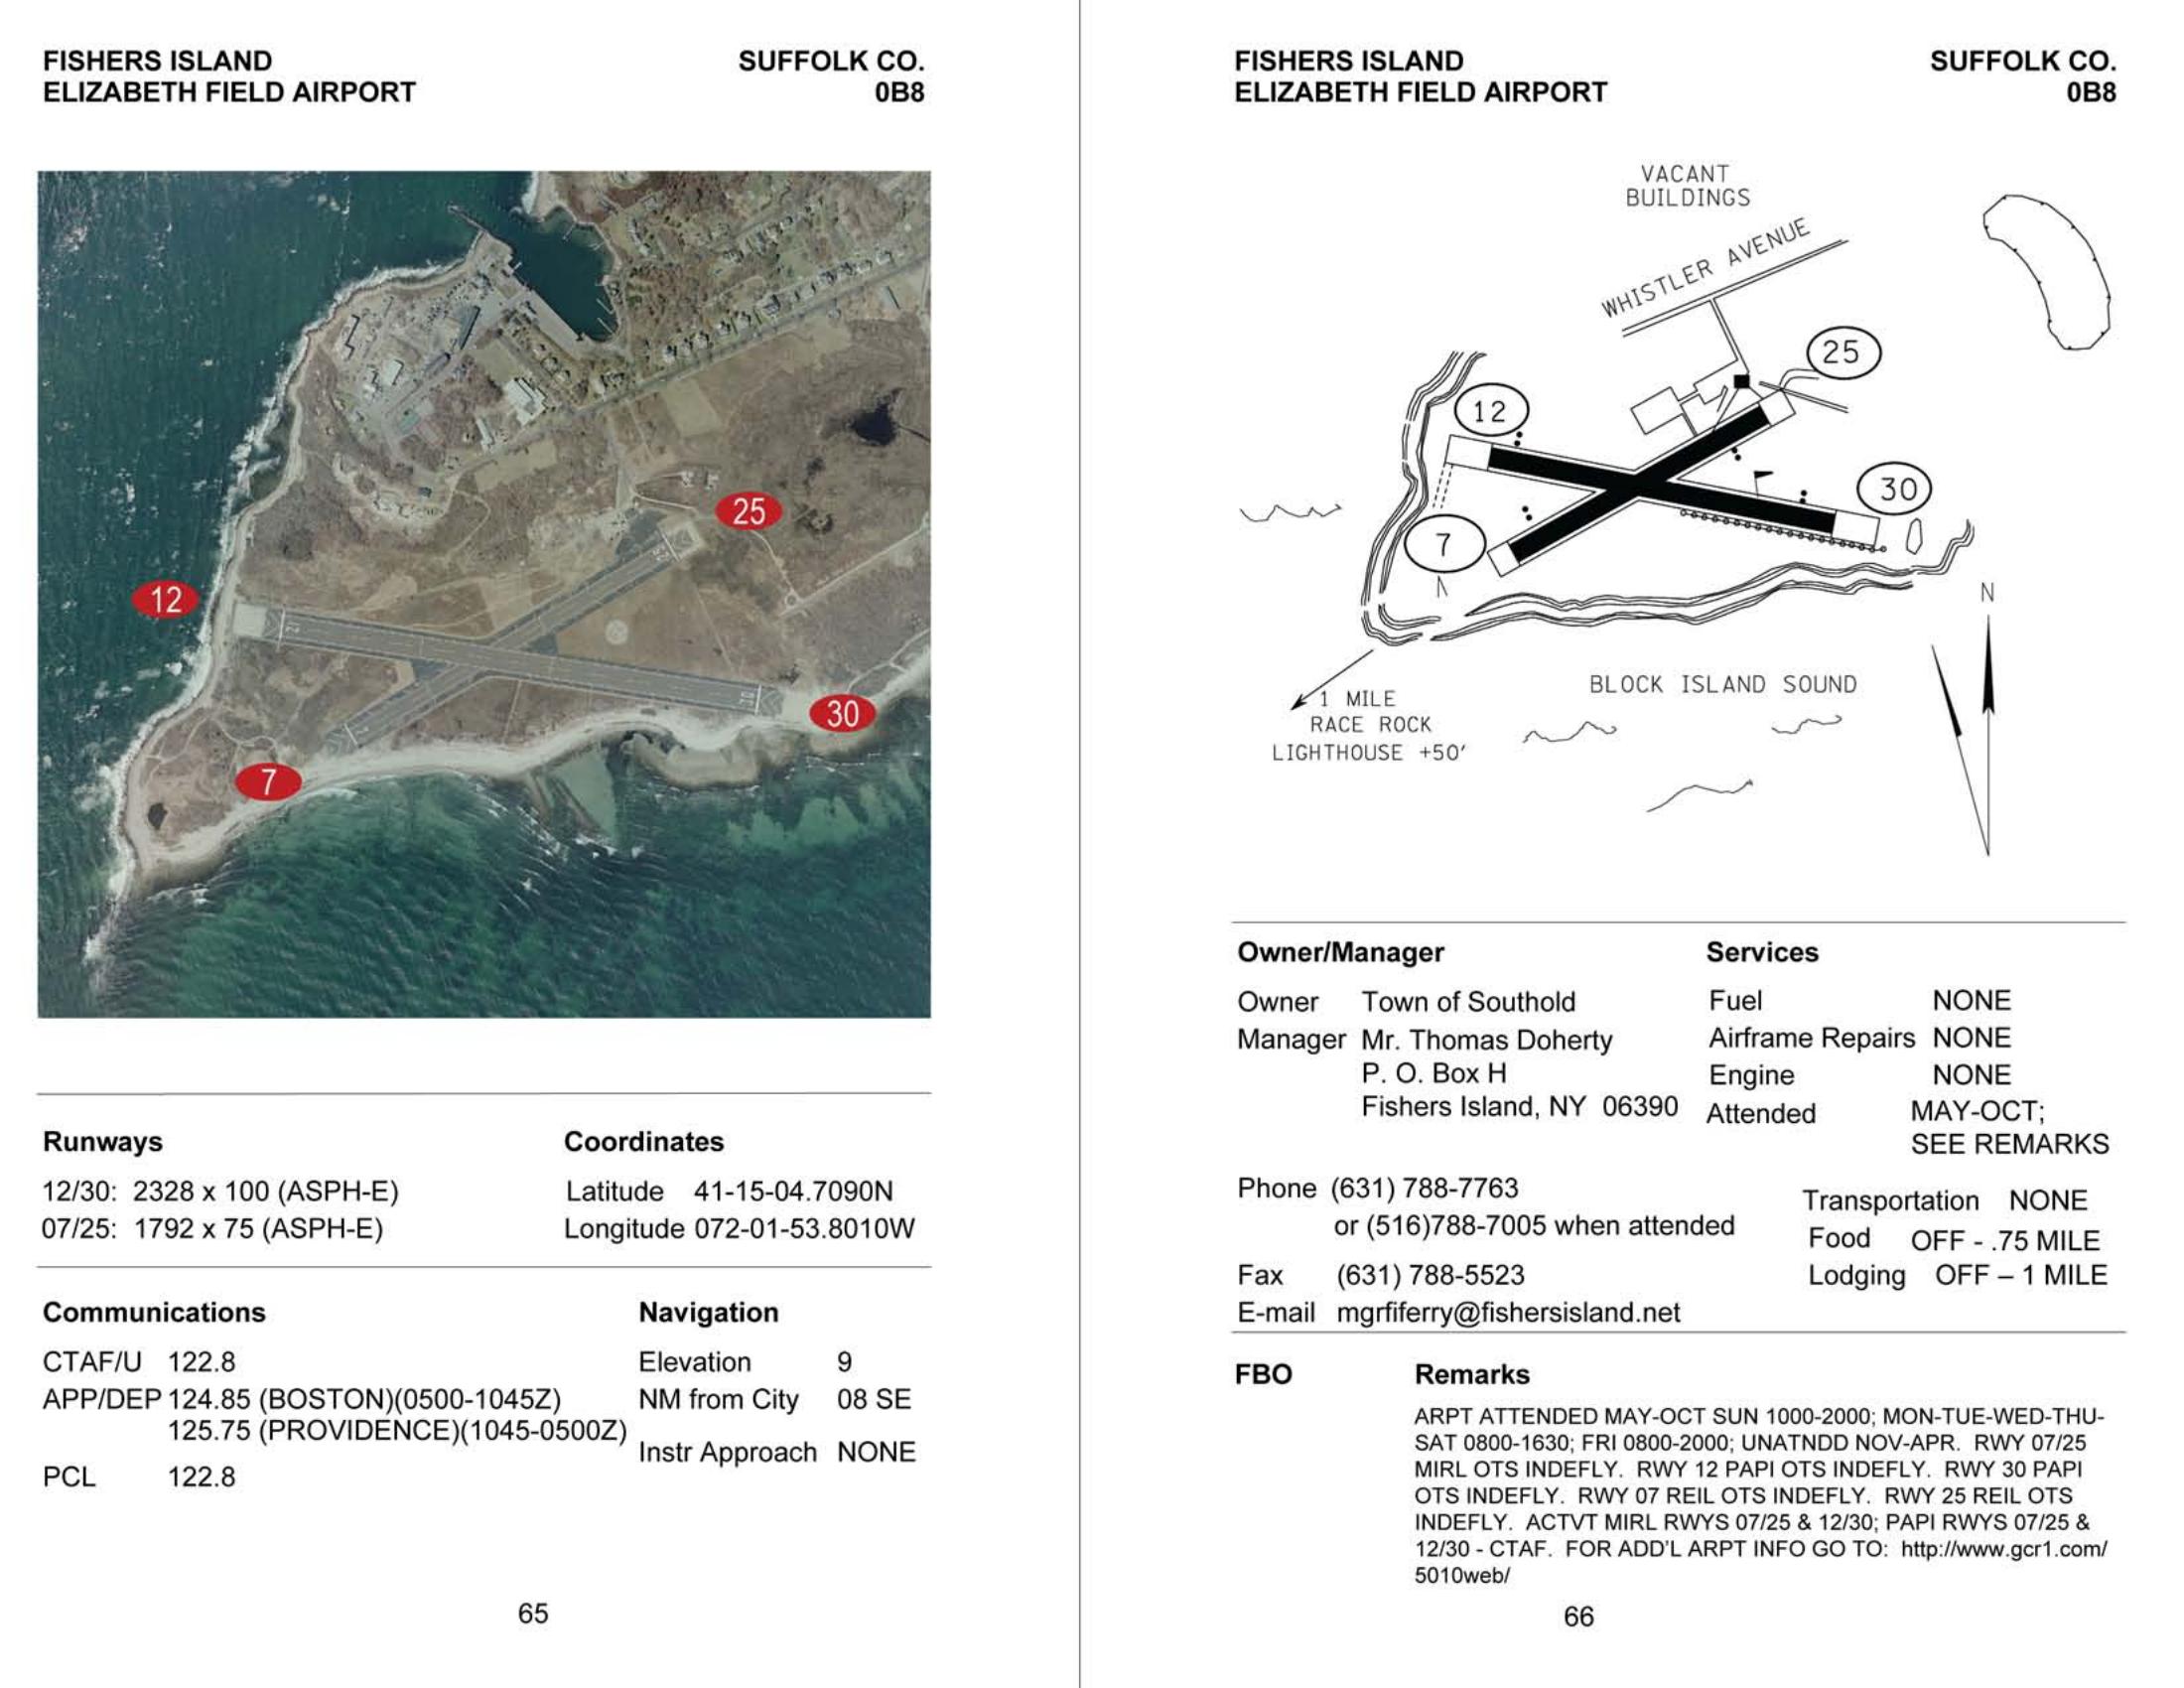 FISHERS ISLAND
ELIZABETH FIELD AIRPORT
SUFFOLK CO.
0B8
25
12
30
7
Runways
12/30: 2328 x 100 (ASPH-E)
07/25: 1792 x 75 (ASPH-E)
Coordinates
Latitude 41-15-04.7090N
Longitude 072-01-53.8010W
Communications
CTAF/U 122.8
APP/DEP 124.85 (BOSTON)(0500-1045Z)
125.75 (PROVIDENCE)(1045-0500Z)
PCL 122.8
Navigation
Elevation 9
NM from City 08 SE
Instr Approach NONE
65
FISHERS ISLAND
ELIZABETH FIELD AIRPORT
SUFFOLK CO.
0B8
VACANT
BUILDINGS
WHISTLER AVENUE
25
12
30
7
N
BLOCK ISLAND SOUND
1 MILE
RACE ROCK
LIGHTHOUSE +50'
Owner/Manager
Owner Town of Southold
Manager Mr. Thomas Doherty
P. O. Box H
Fishers Island, NY 06390
Phone (631) 788-7763
or (516)788-7005 when attended
Fax (631) 788-5523
E-mail mgrfiferry@fishersisland.net
Services
Fuel NONE
Airframe Repairs NONE
Engine NONE
Attended MAY-OCT;
SEE REMARKS
Transportation NONE
Food OFF - .75 MILE
Lodging OFF – 1 MILE
FBO
Remarks
ARPT ATTENDED MAY-OCT SUN 1000-2000; MON-TUE-WED-THU-
SAT 0800-1630; FRI 0800-2000; UNATNDD NOV-APR. RWY 07/25
MIRL OTS INDEFLY. RWY 12 PAPI OTS INDEFLY. RWY 30 PAPI
OTS INDEFLY. RWY 07 REIL OTS INDEFLY. RWY 25 REIL OTS
INDEFLY. ACTVT MIRL RWYS 07/25 & 12/30; PAPI RWYS 07/25 &
12/30 - CTAF. FOR ADD'L ARPT INFO GO TO: http://www.gcr1.com/
5010web/
66